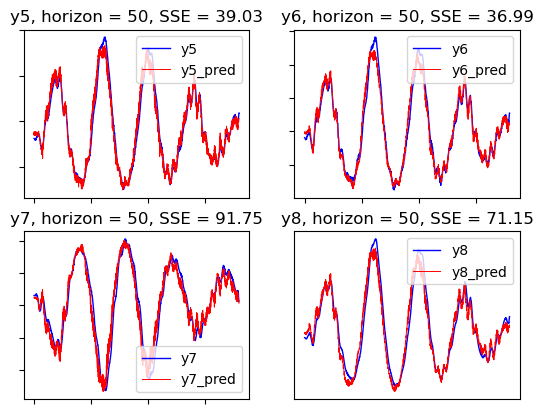 y5, horizon = 50, SSE = 39.03
y5
y5_pred
y6, horizon = 50, SSE = 36.99
y6
y6_pred
y7, horizon = 50, SSE = 91.75
y7
y7_pred
y8, horizon = 50, SSE = 71.15
y8
y8_pred